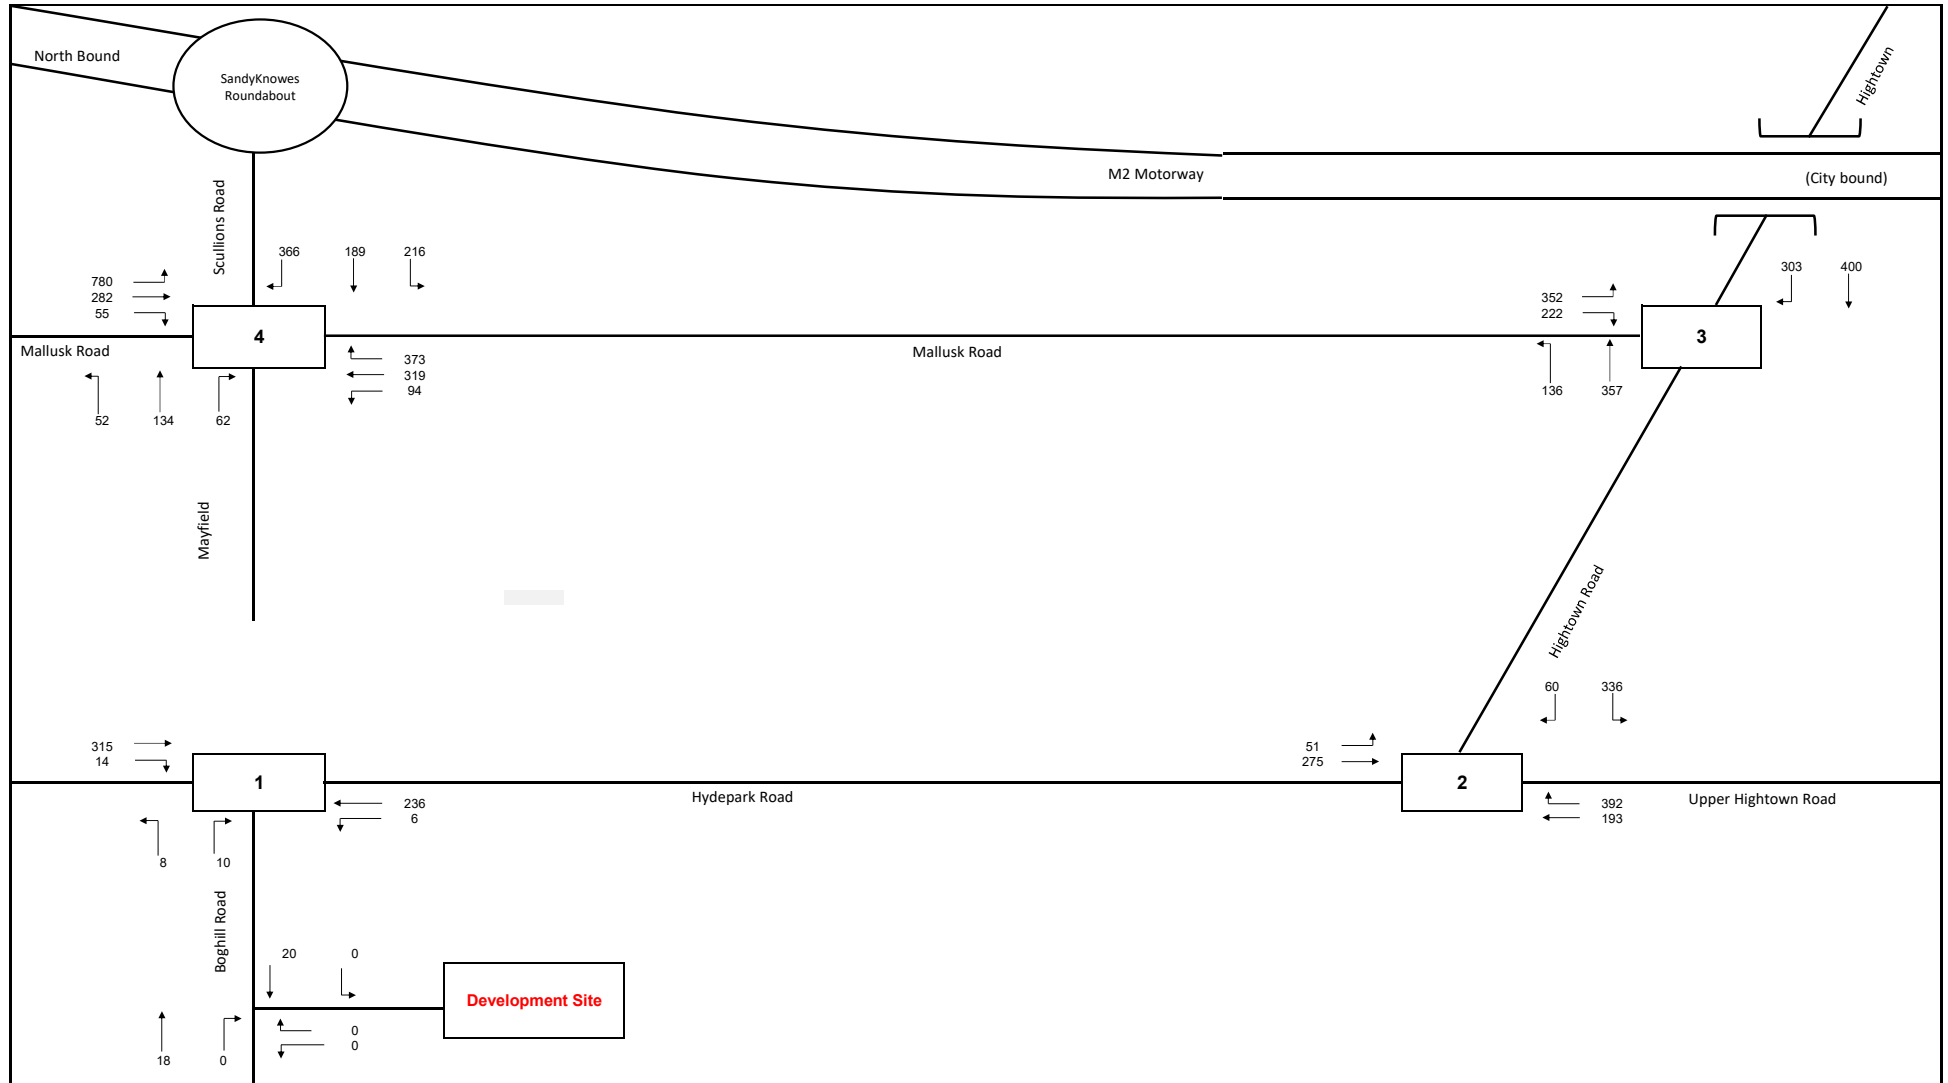 North Bound
SandyKnowes
Roundabout
Hightown
M2 Motorway
(City bound)
Scullions Road
366 189 216
780
282
55
4
Mallusk Road
373
319
94
52 134 62
Mallusk Road
303 400
352
222
3
136 357
Mayfield
Hightown Road
60 336
315
14
1
236
6
8 10
Hydepark Road
51
275
2
392
193
Upper Hightown Road
Boghill Road
20 0
Development Site
0
0
18 0